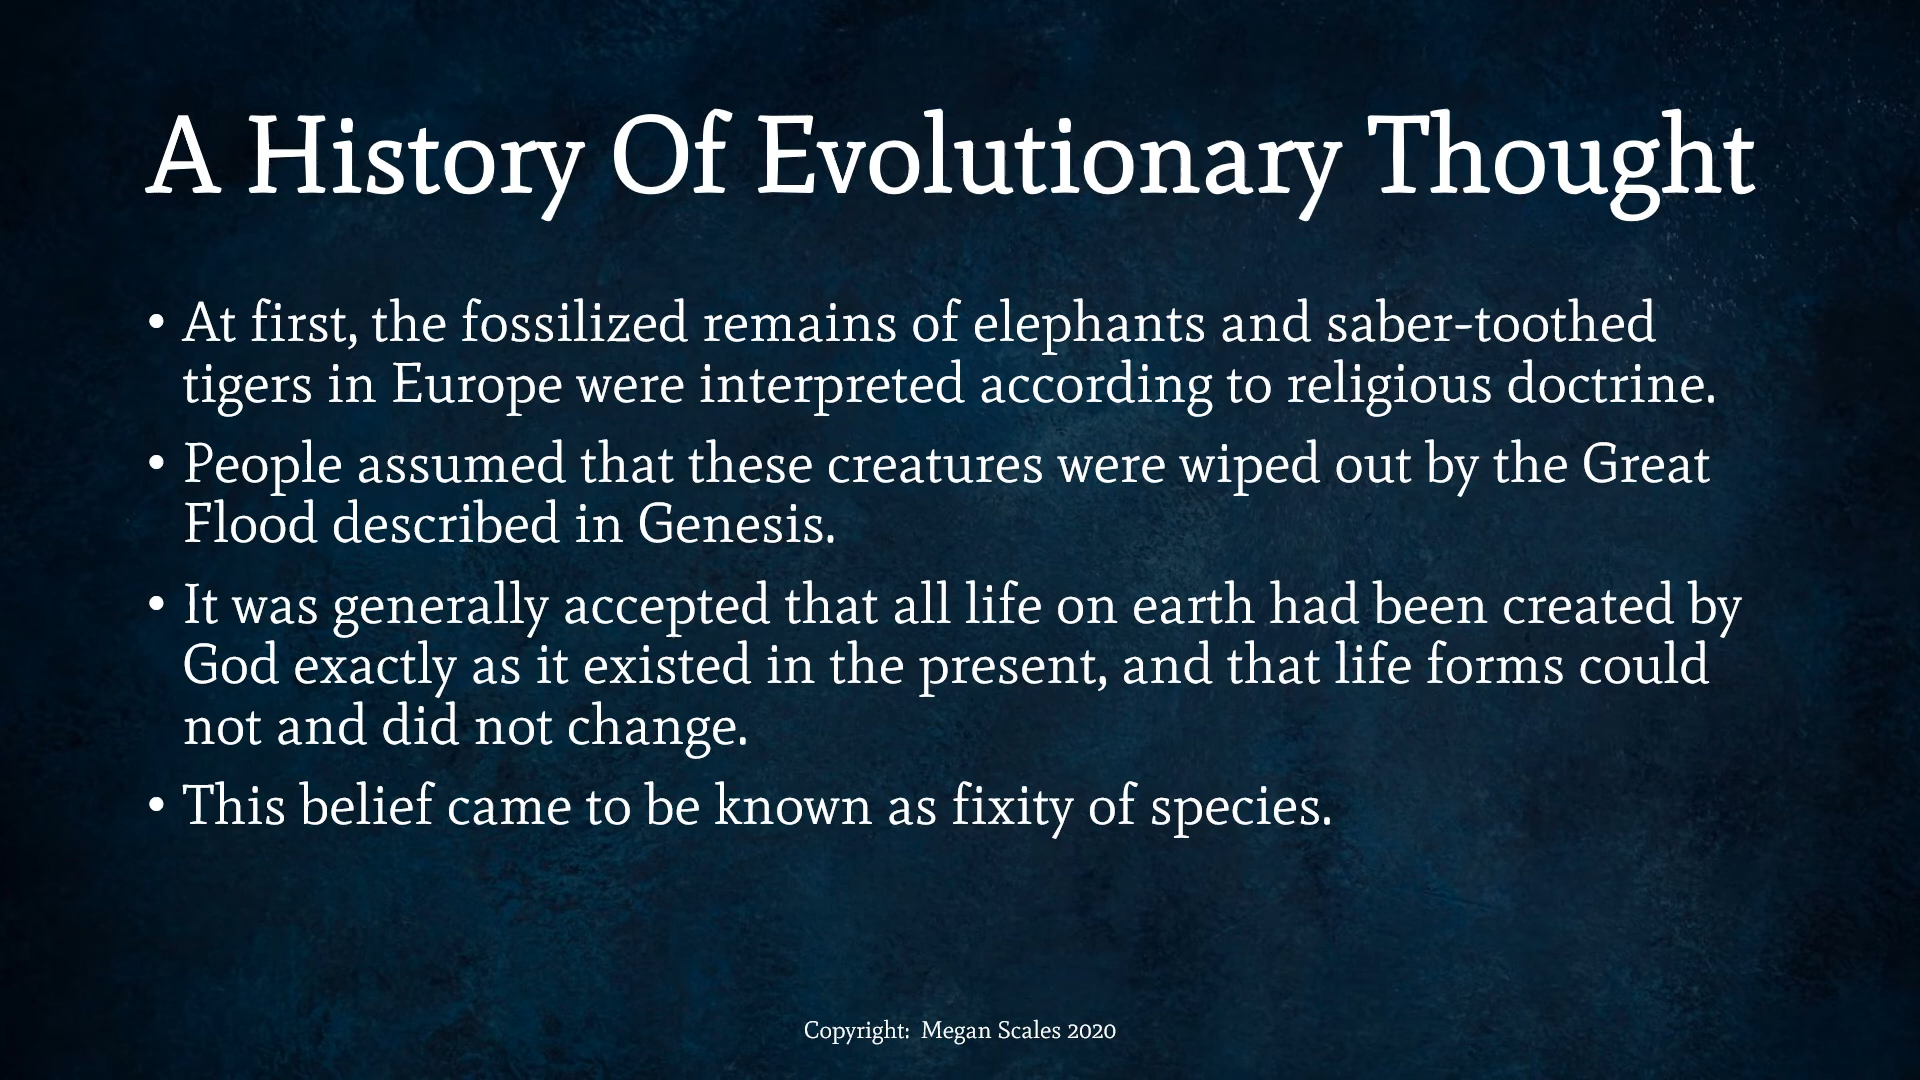 A History Of Evolutionary Thought
• At first, the fossilized remains of elephants and saber-toothed
tigers in Europe were interpreted according to religious doctrine.
• People assumed that these creatures were wiped out by the Great
Flood described in Genesis.
• It was generally accepted that all life on earth had been created by
God exactly as it existed in the present, and that life forms could
not and did not change.
• This belief came to be known as fixity of species.
Copyright:  Megan Scales 2020